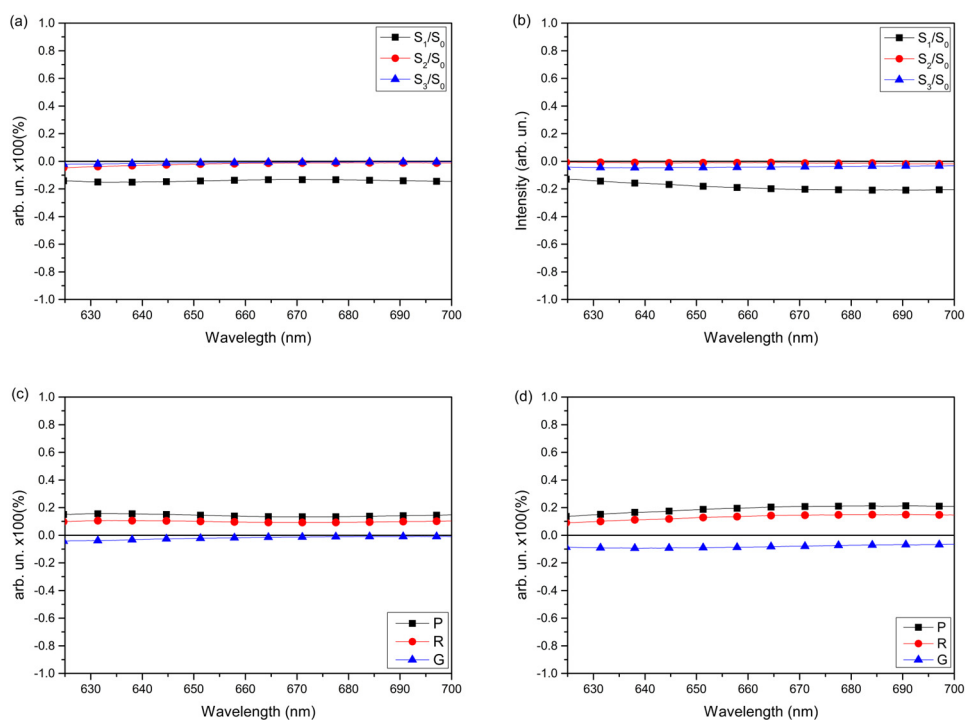 (a)
1.0
0.8
0.6
0.4
0.2
0.0
-0.2
-0.4
-0.6
-0.8
-1.0
arb. un. x100(%)
S1/S0
S2/S0
S3/S0
630 640 650 660 670 680 690 700
Wavelegth (nm)
(b)
1.0
0.8
0.6
0.4
0.2
0.0
-0.2
-0.4
-0.6
-0.8
-1.0
Intensity (arb. un.)
S1/S0
S2/S0
S3/S0
630 640 650 660 670 680 690 700
Wavelegth (nm)
(c)
1.0
0.8
0.6
0.4
0.2
0.0
-0.2
-0.4
-0.6
-0.8
-1.0
arb. un. x100(%)
P
R
G
630 640 650 660 670 680 690 700
Wavelegth (nm)
(d)
1.0
0.8
0.6
0.4
0.2
0.0
-0.2
-0.4
-0.6
-0.8
-1.0
arb. un. x100(%)
P
R
G
630 640 650 660 670 680 690 700
Wavelegth (nm)